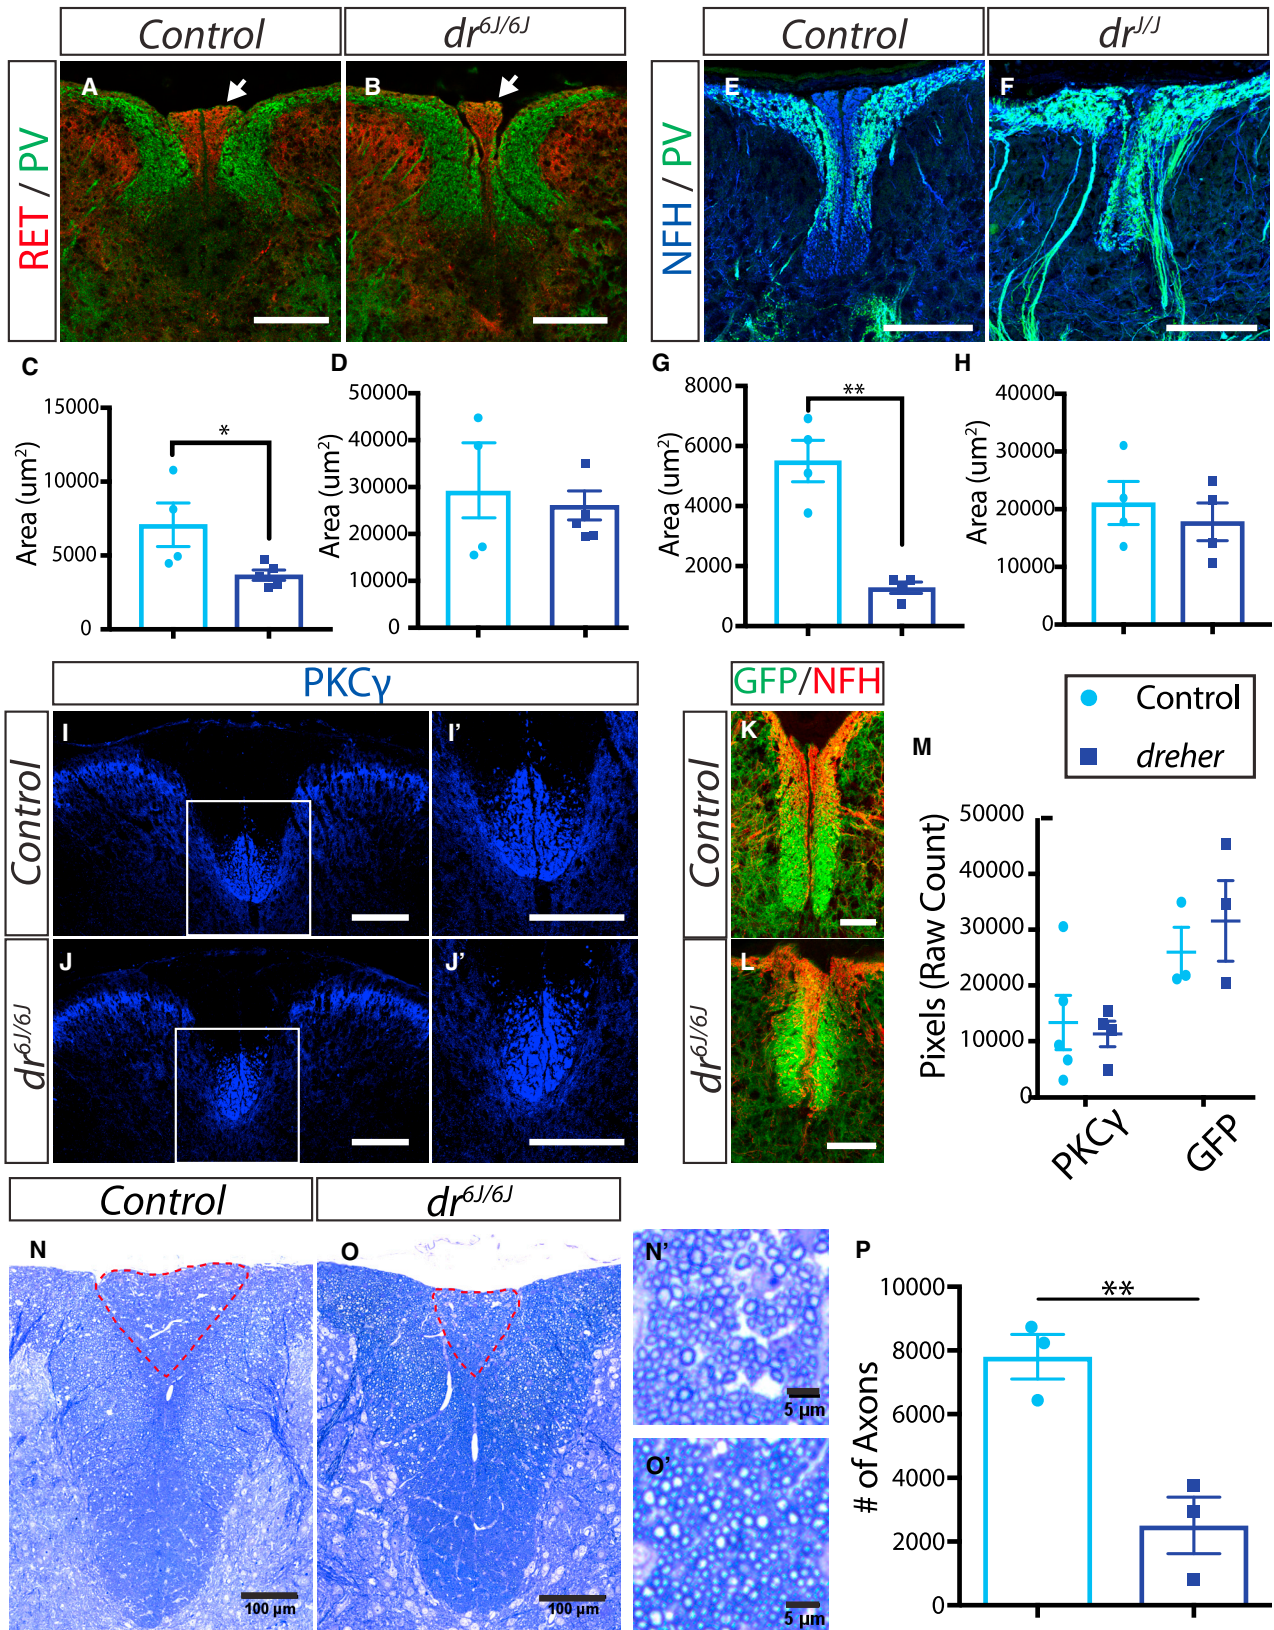 Control
dr6J/6J
Control
drJ/J
RET / PV
A
B
NFH / PV
E
F
C
Area (um2)
15000
10000
5000
0
*
D
Area (um2)
50000
40000
30000
20000
10000
0
G
Area (um2)
8000
6000
4000
2000
0
**
H
Area (um2)
40000
30000
20000
10000
0
PKCγ
Control
I
I'
dr6J/6J
J
J'
GFP/NFH
Control
K
dr6J/6J
L
Control
dreher
M
Pixels (Raw Count)
50000
40000
30000
20000
10000
0
PKCγ
GFP
Control
dr6J/6J
N
100 µm
O
100 µm
N'
5 µm
O'
5 µm
P
# of Axons
10000
8000
6000
4000
2000
0
**